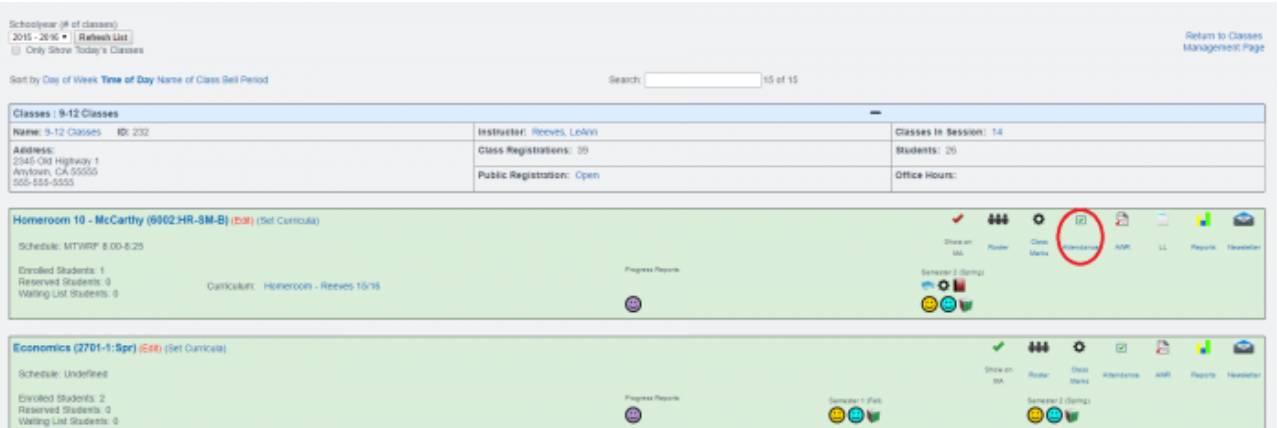 Schoolyear (# of classes)
2015 - 2016 Refresh List
Only Show Today's Classes
Return to Classes
Management Page
Sort by Day of Week Time of Day Name of Class Bell Period
Search: 15 of 15
Classes : 9-12 Classes
Name: 9-12 Classes ID: 232
Instructor: Reeves, LeAnn
Classes In Session: 14
Address:
2345 Old Highway 1
Anytown, CA 55555
555-555-5555
Class Registrations: 39
Students: 26
Public Registration: Open
Office Hours:
Homeroom 10 - McCarthy (6002:HR-SM-B) (Edit) (Set Curricula)
Show on
MA
Roster
Class
Marks
Attendance
AWR
LL
Reports
Newsletter
Schedule: MTWRF 8:00-8:25
Enrolled Students: 1
Reserved Students: 0
Waiting List Students: 0
Curriculum: Homeroom - Reeves 15/16
Progress Reports
Semester 2 (Spring)
Economics (2701-1:Spr) (Edit) (Set Curricula)
Show on
MA
Roster
Class
Marks
Attendance
AWR
Reports
Newsletter
Schedule: Undefined
Enrolled Students: 2
Reserved Students: 0
Waiting List Students: 0
Progress Reports
Semester 1 (Fall)
Semester 2 (Spring)